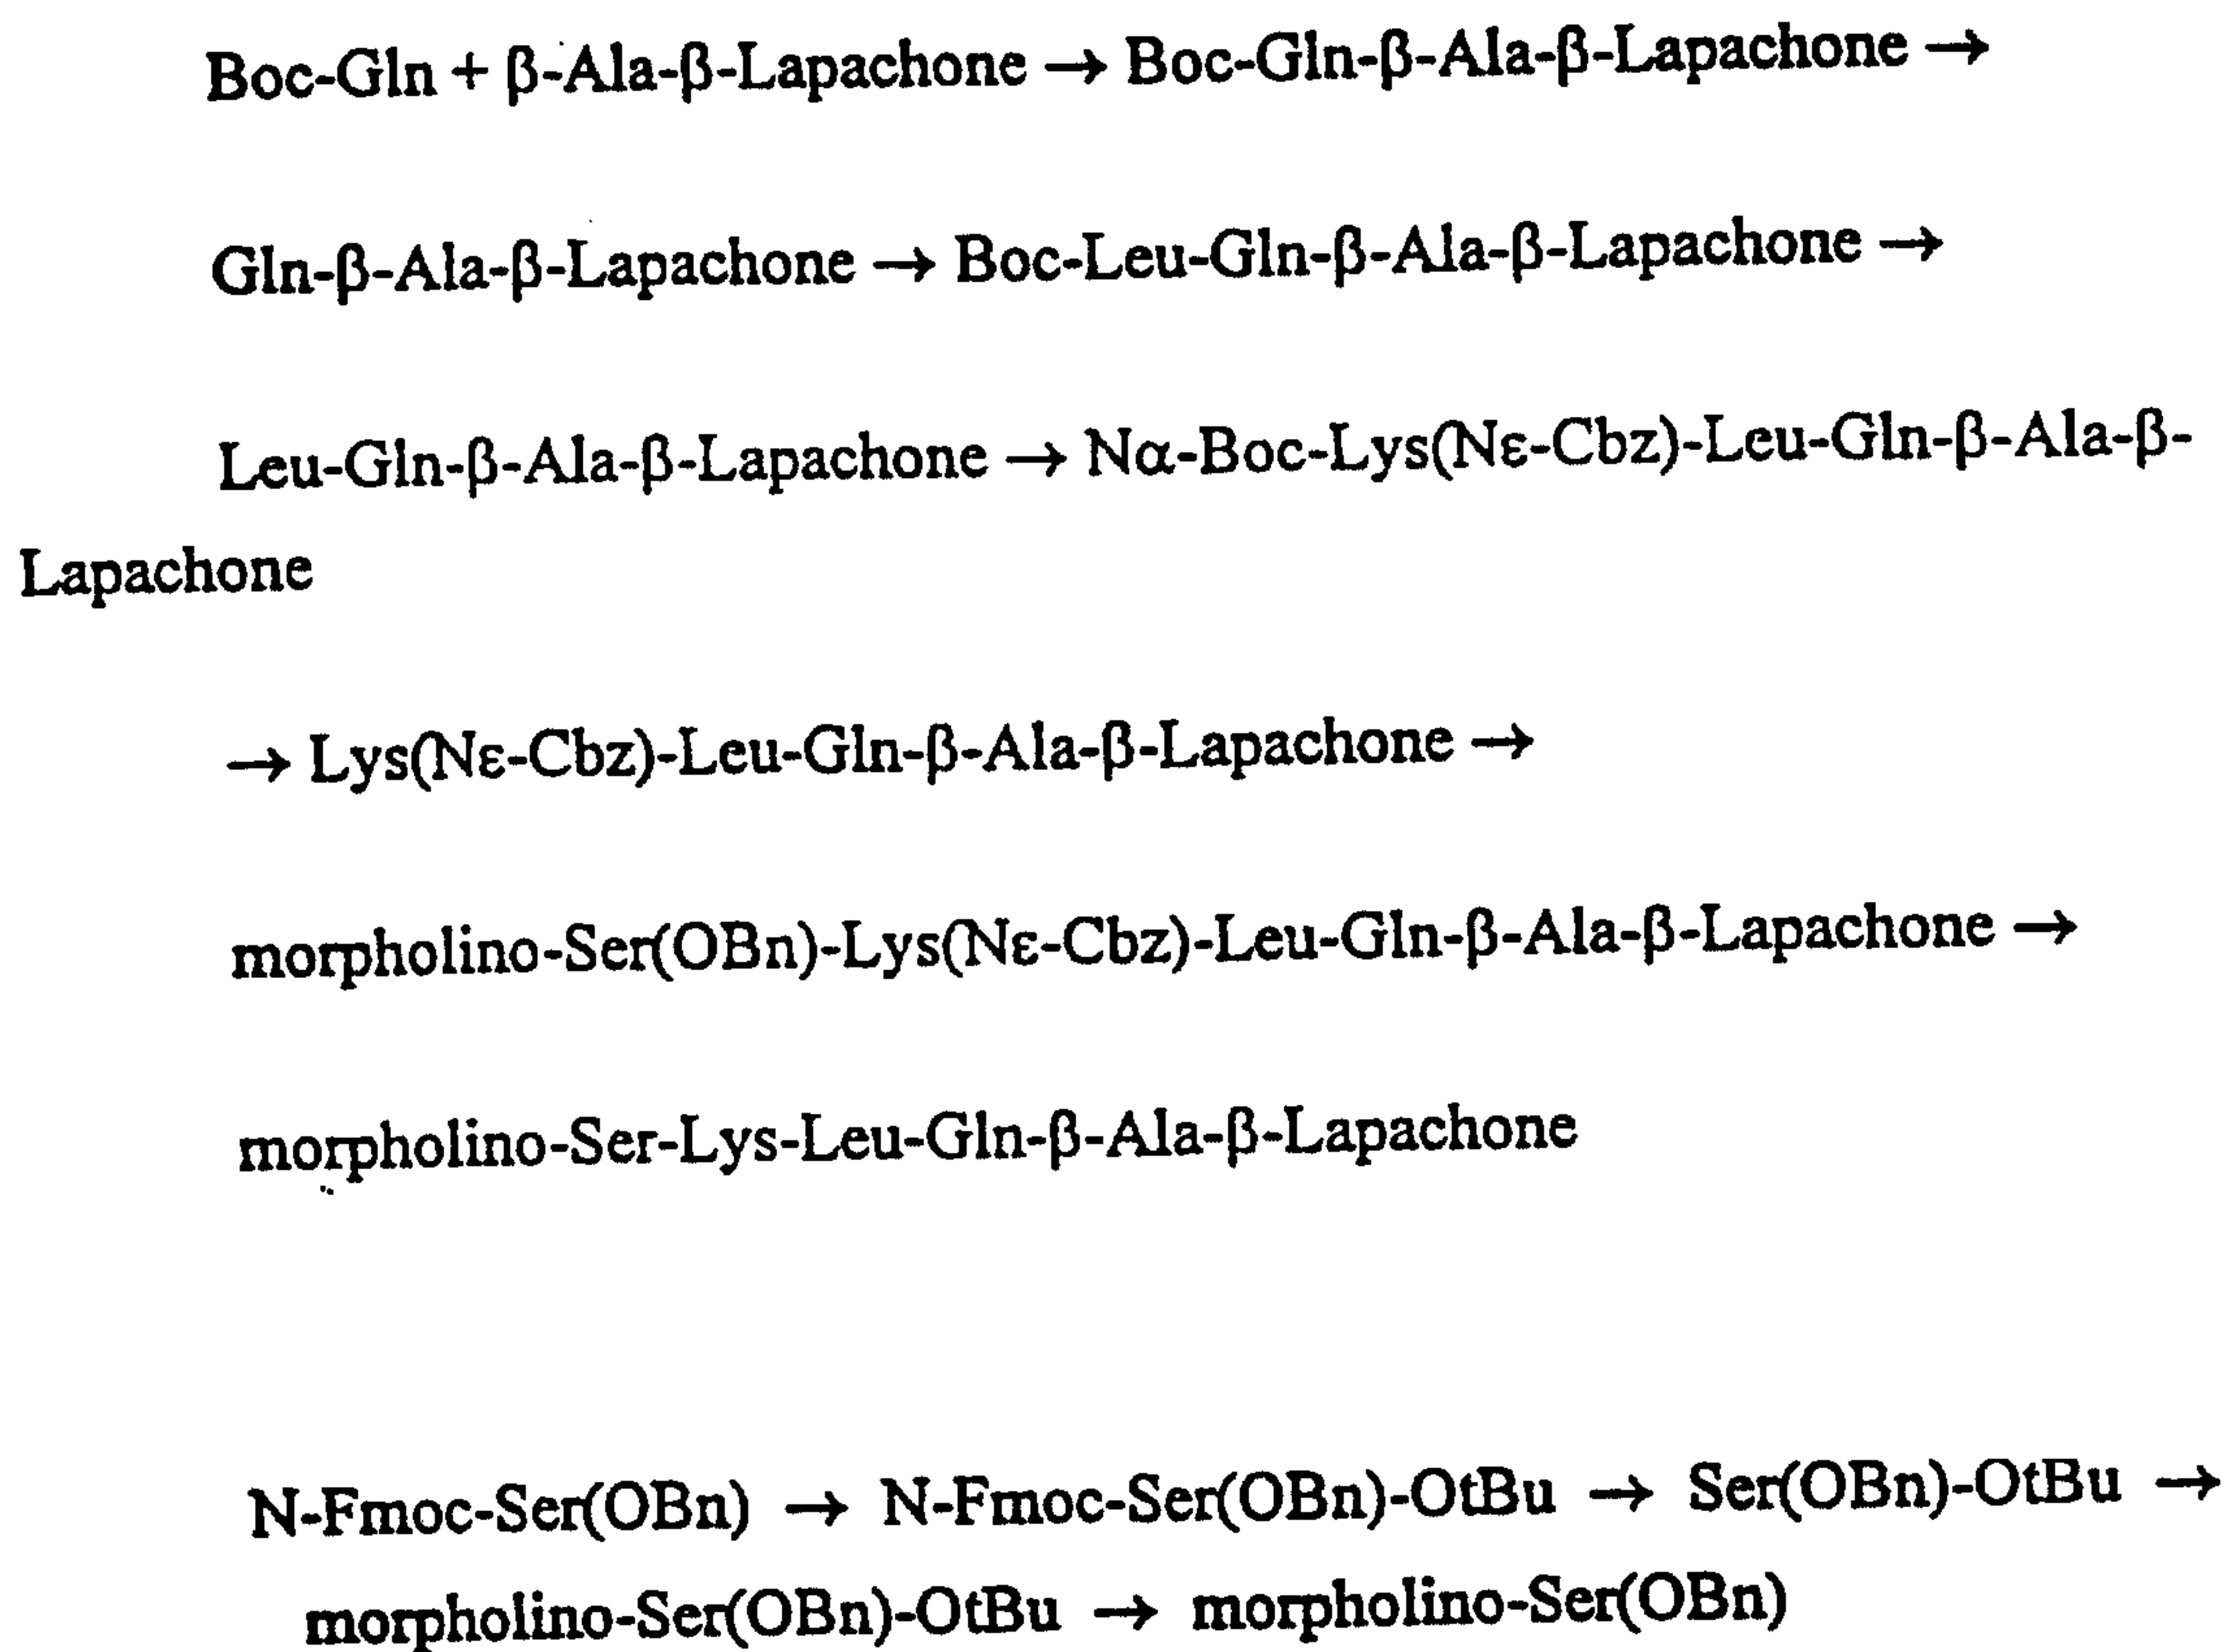 Boc-Gln + β-Ala-β-Lapachone → Boc-Gln-β-Ala-β-Lapachone →
Gln-β-Ala-β-Lapachone → Boc-Leu-Gln-β-Ala-β-Lapachone →
Leu-Gln-β-Ala-β-Lapachone → Nα-Boc-Lys(Nε-Cbz)-Leu-Gln-β-Ala-β-
Lapachone
→ Lys(Nε-Cbz)-Leu-Gln-β-Ala-β-Lapachone →
morpholino-Ser(OBn)-Lys(Nε-Cbz)-Leu-Gln-β-Ala-β-Lapachone →
morpholino-Ser-Lys-Leu-Gln-β-Ala-β-Lapachone
N-Fmoc-Ser(OBn) → N-Fmoc-Ser(OBn)-OtBu → Ser(OBn)-OtBu →
morpholino-Ser(OBn)-OtBu → morpholino-Ser(OBn)